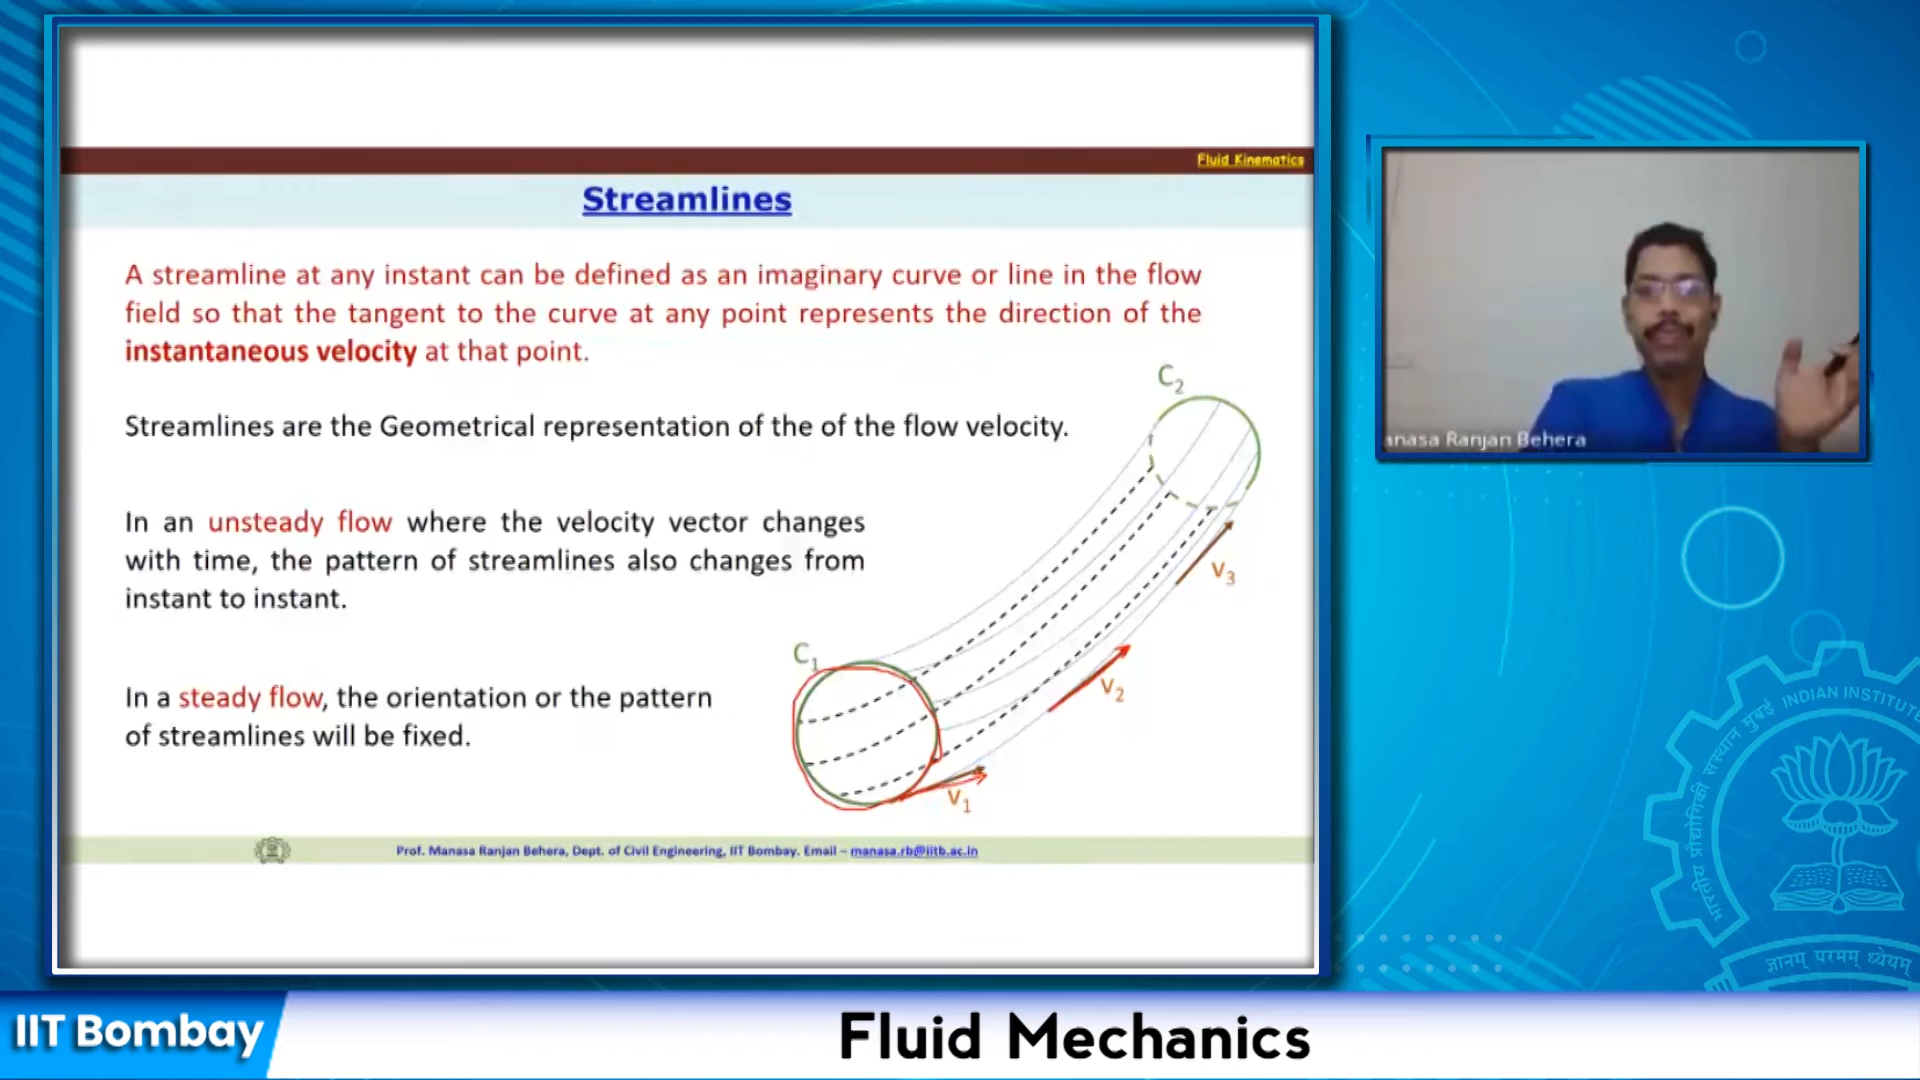 Fluid Kinematics
Streamlines
A streamline at any instant can be defined as an imaginary curve or line in the flow
field so that the tangent to the curve at any point represents the direction of the
instantaneous velocity at that point.
C2
Streamlines are the Geometrical representation of the of the flow velocity.
In an unsteady flow where the velocity vector changes
with time, the pattern of streamlines also changes from
instant to instant.
V3
C1
V2
In a steady flow, the orientation or the pattern
of streamlines will be fixed.
V1
Prof. Manasa Ranjan Behera, Dept. of Civil Engineering, IIT Bombay. Email – manasa.rb@iitb.ac.in
anasa Ranjan Behera
INDIAN INSTITUTE
भारतीय प्रौद्योगिकी संस्थान मुंबई
ज्ञानम् परमम् ध्येयम्
IIT Bombay
Fluid Mechanics